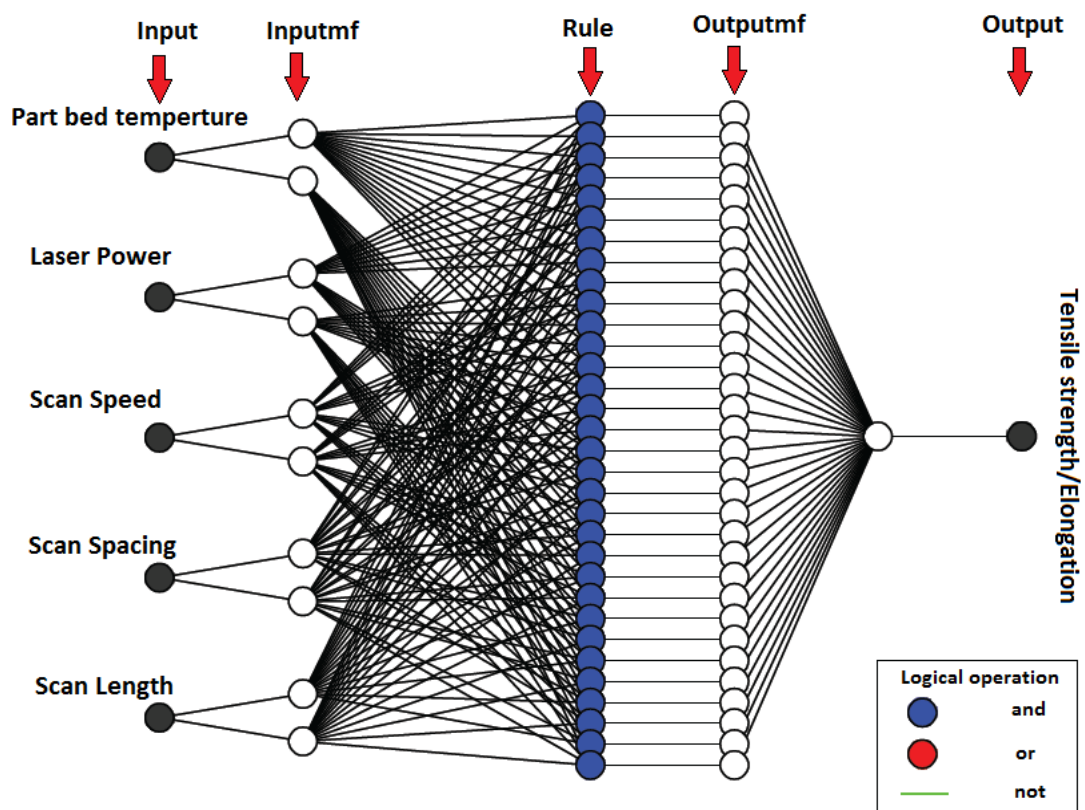 Input
Inputmf
Rule
Outputmf
Output
Part bed temperture
Laser Power
Scan Speed
Scan Spacing
Scan Length
Tensile strength/Elongation
Logical operation
and
or
not